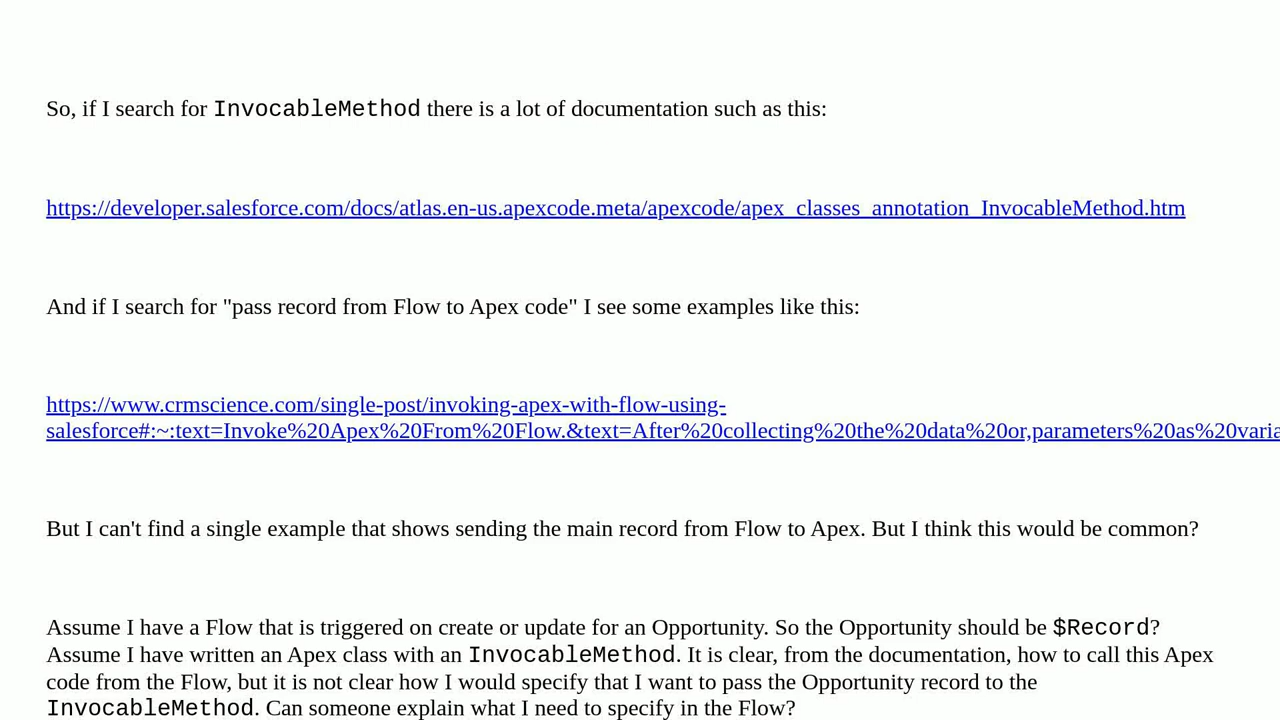 So, if I search for InvocableMethod there is a lot of documentation such as this:
https://developer.salesforce.com/docs/atlas.en-us.apexcode.meta/apexcode/apex_classes_annotation_InvocableMethod.htm
And if I search for "pass record from Flow to Apex code" I see some examples like this:
https://www.crmscience.com/single-post/invoking-apex-with-flow-using-
salesforce#:~:text=Invoke%20Apex%20From%20Flow.&text=After%20collecting%20the%20data%20or,parameters%20as%20varia
But I can't find a single example that shows sending the main record from Flow to Apex. But I think this would be common?
Assume I have a Flow that is triggered on create or update for an Opportunity. So the Opportunity should be $Record?
Assume I have written an Apex class with an InvocableMethod. It is clear, from the documentation, how to call this Apex
code from the Flow, but it is not clear how I would specify that I want to pass the Opportunity record to the
InvocableMethod. Can someone explain what I need to specify in the Flow?